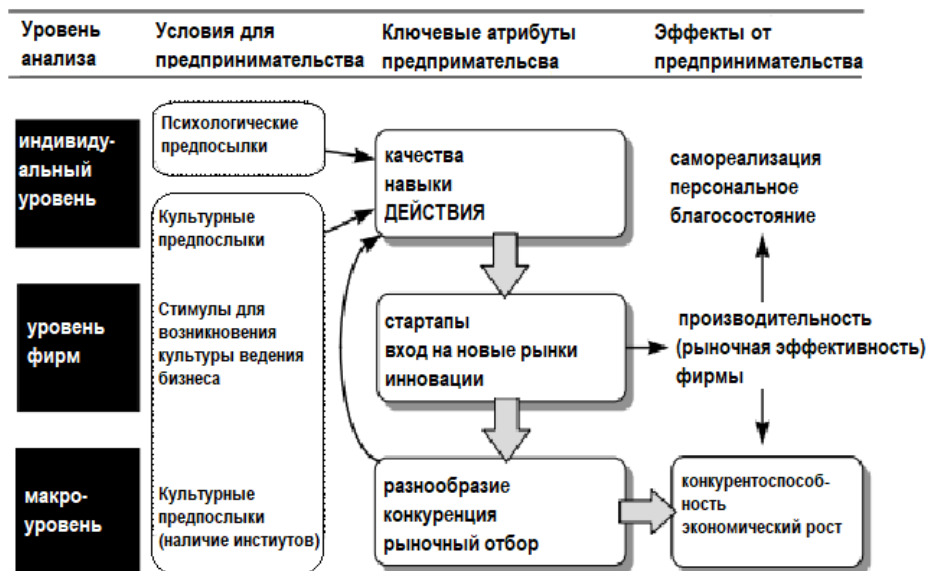 Уровень
анализа
Условия для
предпринимательства
Ключевые атрибуты
предпримательсва
Эффекты от
предпринимательства
индивиду-
альный
уровень
Психологические
предпосылки
Культурные
предпослыки
качества
навыки
ДЕЙСТВИЯ
самореализация
персональное
благосостояние
уровень
фирм
Стимулы для
возникновения
культуры ведения
бизнеса
стартапы
вход на новые рынки
инновации
производительность
(рыночная эффективность)
фирмы
макро-
уровень
Культурные
предпослыки
(наличие инстиутов)
разнообразие
конкуренция
рыночный отбор
конкурентоспособ-
ность
экономический рост